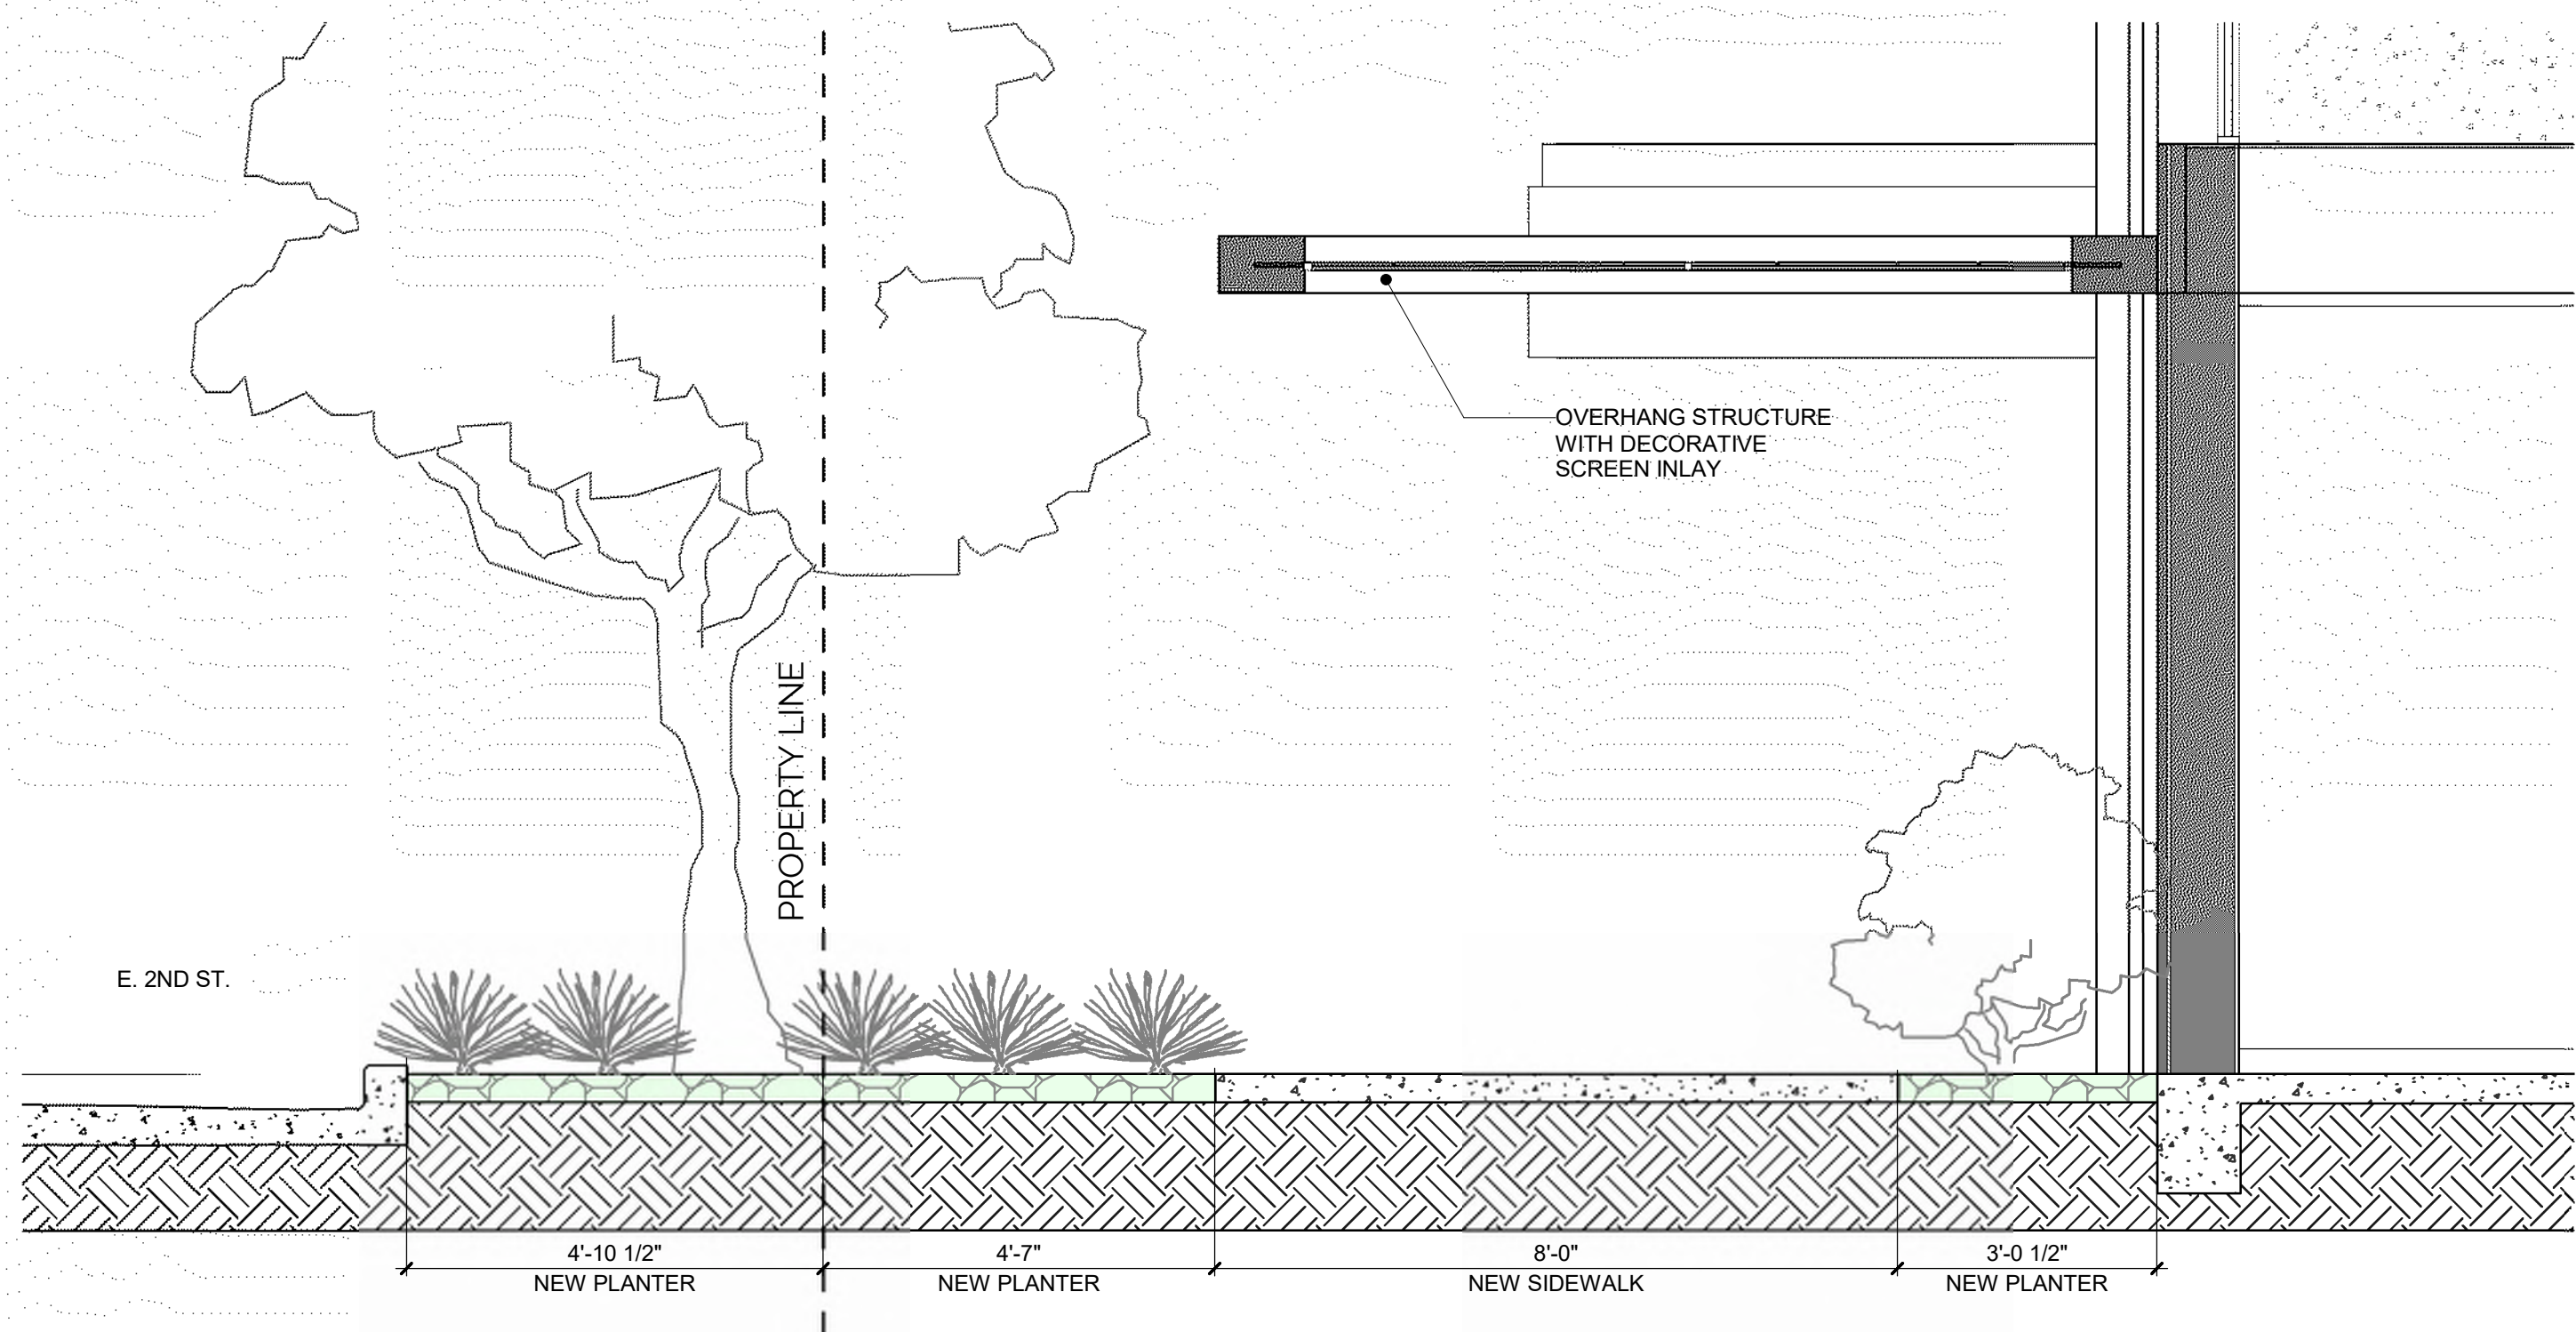 OVERHANG STRUCTURE
WITH DECORATIVE
SCREEN INLAY
PROPERTY LINE
E. 2ND ST.
4'-10 1/2"
NEW PLANTER
4'-7"
NEW PLANTER
8'-0"
NEW SIDEWALK
3'-0 1/2"
NEW PLANTER